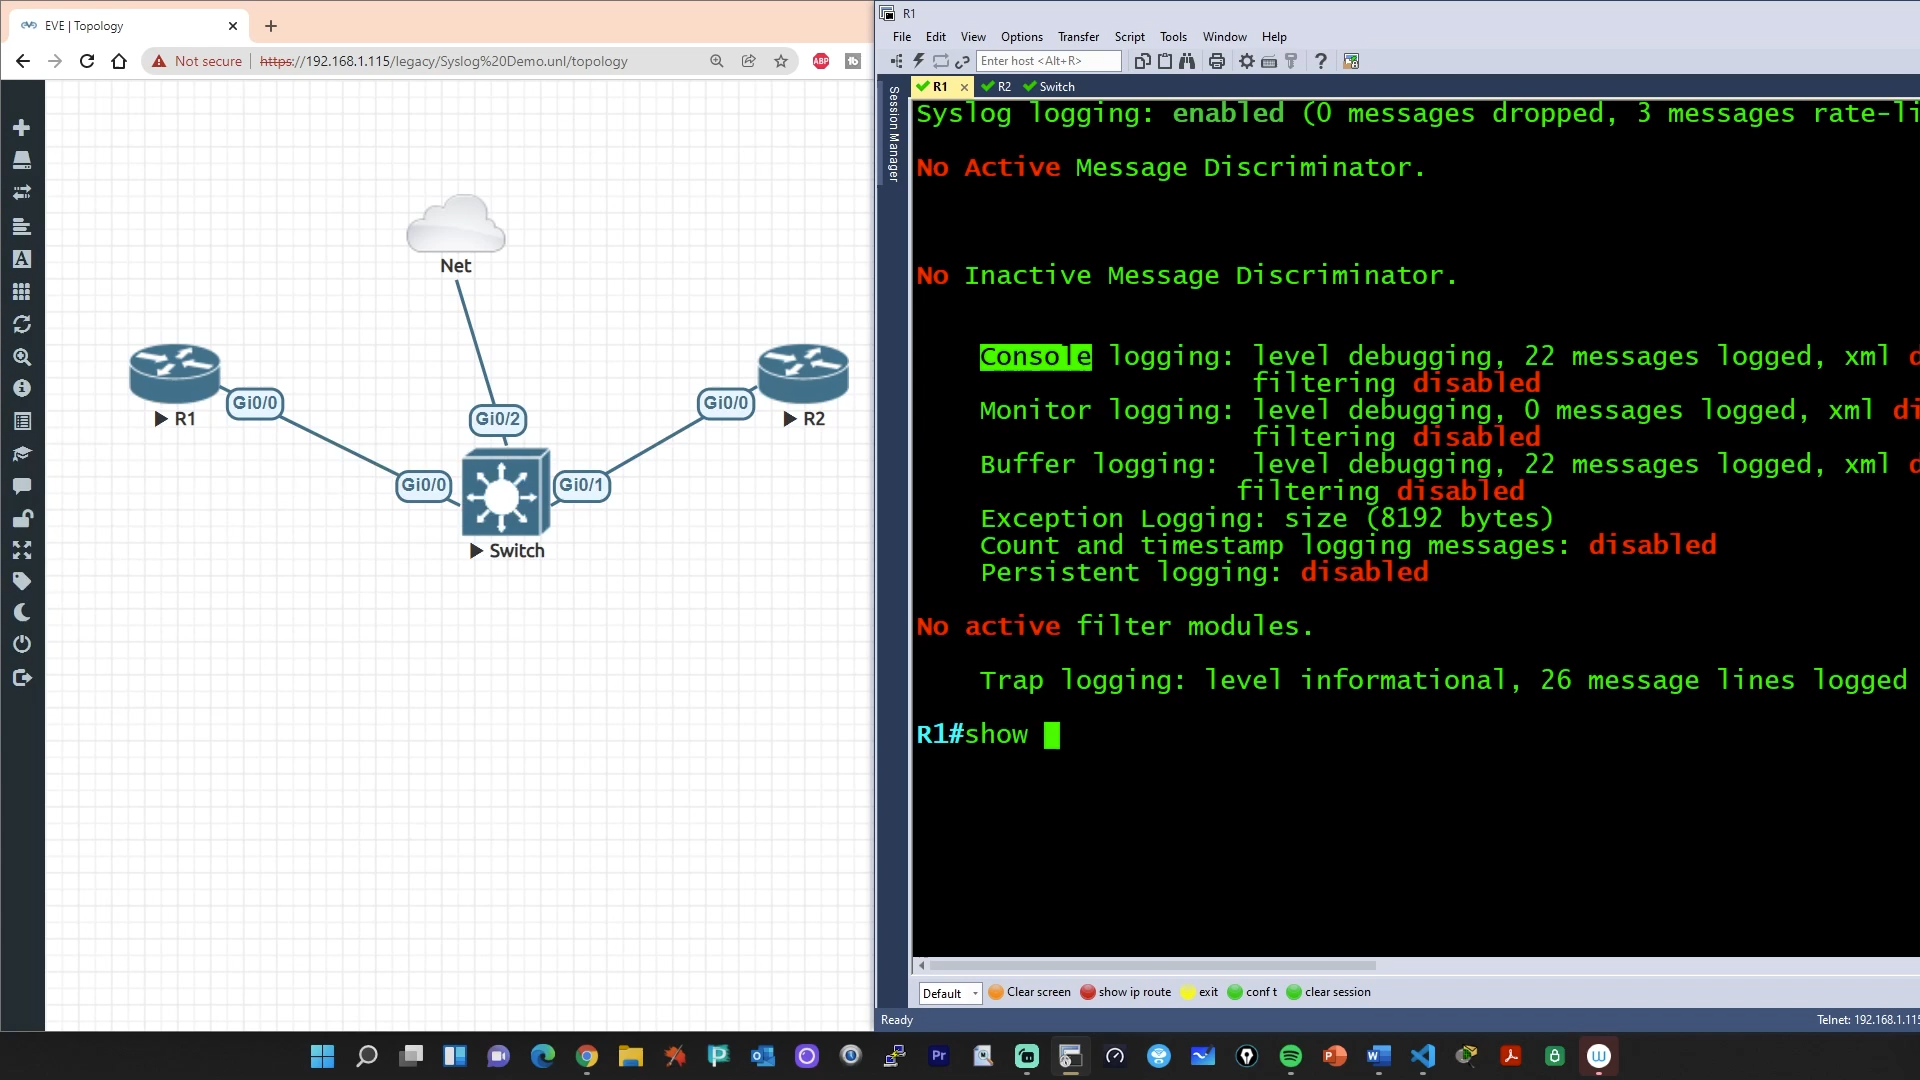 EVE | Topology
Not secure
https://192.168.1.115/legacy/Syslog%20Demo.unl/topology
ABP
Net
R1
Gi0/0
Gi0/2
Gi0/0
R2
Gi0/0
Gi0/1
Switch
R1
File Edit View Options Transfer Script Tools Window Help
Enter host <Alt+R>
Session Manager
R1 R2 Switch
Syslog logging: enabled (0 messages dropped, 3 messages rate-li
No Active Message Discriminator.
No Inactive Message Discriminator.
Console logging: level debugging, 22 messages logged, xml d
filtering disabled
Monitor logging: level debugging, 0 messages logged, xml di
filtering disabled
Buffer logging: level debugging, 22 messages logged, xml d
filtering disabled
Exception Logging: size (8192 bytes)
Count and timestamp logging messages: disabled
Persistent logging: disabled
No active filter modules.
Trap logging: level informational, 26 message lines logged
R1#show
Default Clear screen show ip route exit conf t clear session
Ready
Telnet: 192.168.1.115